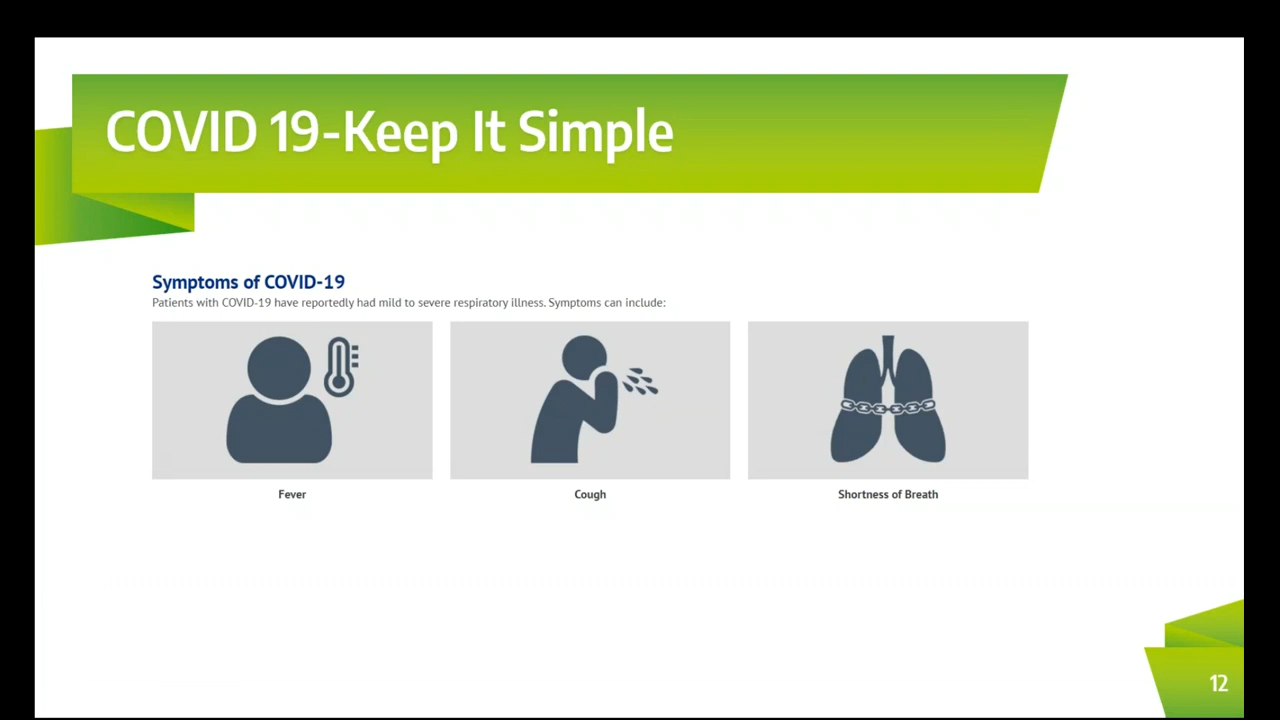 COVID 19-Keep It Simple
Symptoms of COVID-19
Patients with COVID-19 have reportedly had mild to severe respiratory illness. Symptoms can include:
Fever
Cough
Shortness of Breath
12